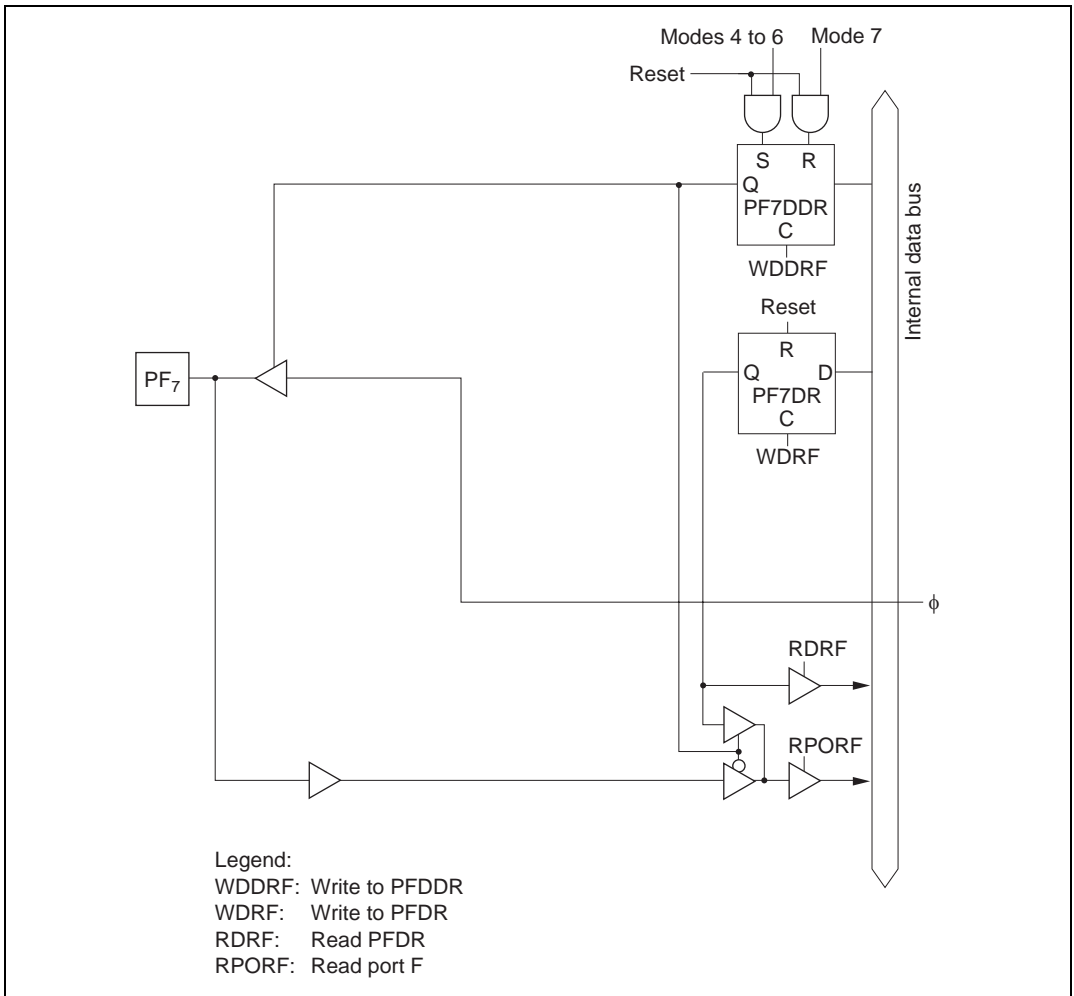 Modes 4 to 6 Mode 7
Reset
S R
Q
PF7DDR
C
WDDRF
Internal data bus
Reset
R
Q D
PF7DR
C
WDRF
PF₇
ϕ
RDRF
RPORF
Legend:
WDDRF: Write to PFDDR
WDRF: Write to PFDR
RDRF: Read PFDR
RPORF: Read port F